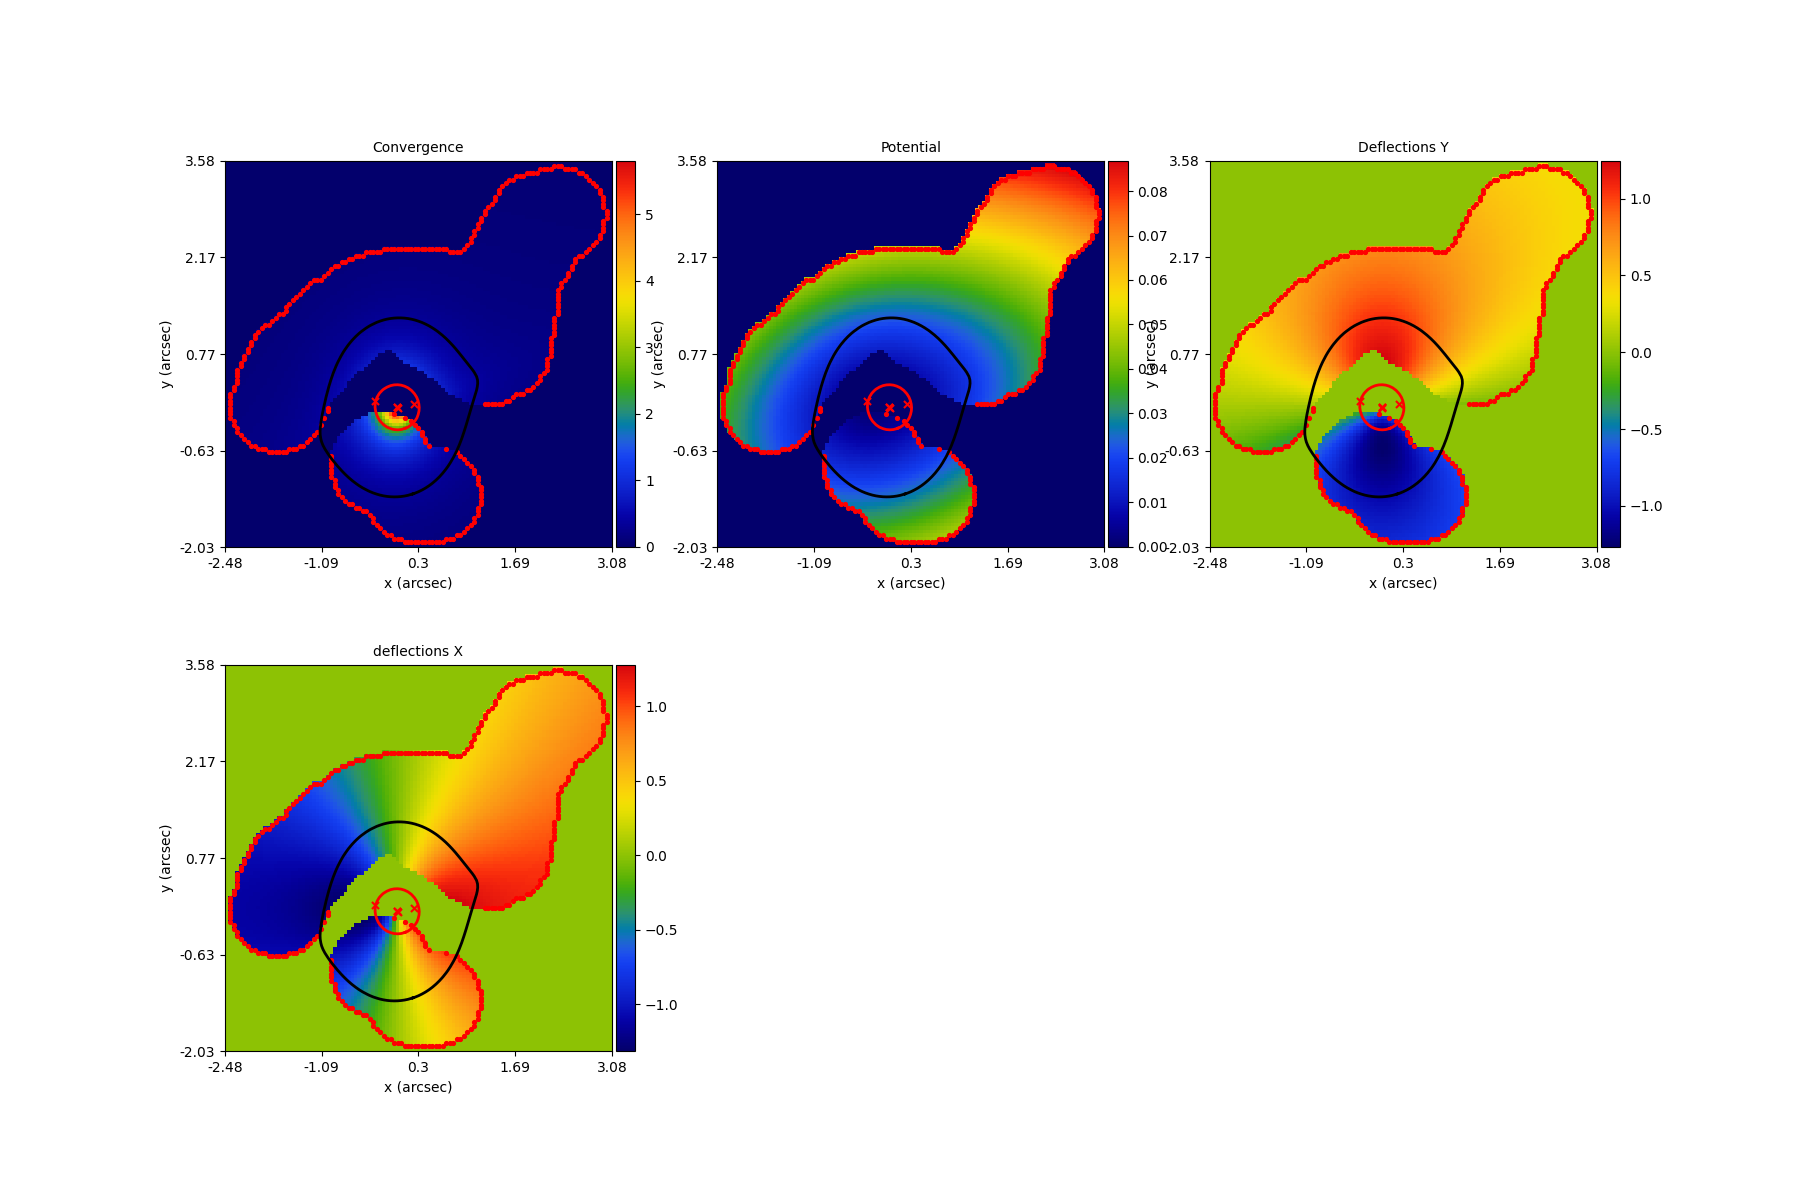 Convergence
3.58
2.17
0.77
-0.63
-2.03
y (arcsec)
-2.48 -1.09 0.3 1.69 3.08
x (arcsec)
5
4
3
2
1
0
Potential
3.58
2.17
0.77
-0.63
-2.03
y (arcsec)
-2.48 -1.09 0.3 1.69 3.08
x (arcsec)
0.08
0.07
0.06
0.05
0.04
0.03
0.02
0.01
0.00
Deflections Y
3.58
2.17
0.77
-0.63
-2.03
y (arcsec)
-2.48 -1.09 0.3 1.69 3.08
x (arcsec)
1.0
0.5
0.0
−0.5
−1.0
deflections X
3.58
2.17
0.77
-0.63
-2.03
y (arcsec)
-2.48 -1.09 0.3 1.69 3.08
x (arcsec)
1.0
0.5
0.0
−0.5
−1.0